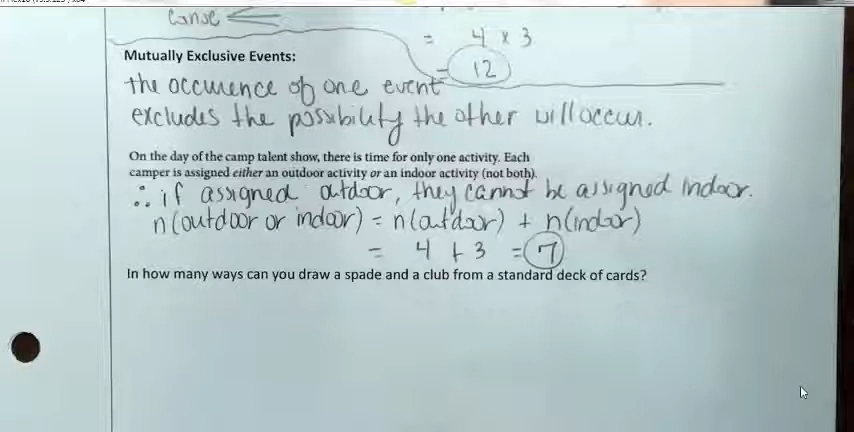 canoe
= 4 x 3
Mutually Exclusive Events:
= 12
the occurence of one event
excludes the possibility the other will occur.
On the day of the camp talent show, there is time for only one activity. Each
camper is assigned either an outdoor activity or an indoor activity (not both).
∴ if assigned outdoor, they cannot be assigned indoor.
n(outdoor or indoor) = n(outdoor) + n(indoor)
= 4 + 3 = 7
In how many ways can you draw a spade and a club from a standard deck of cards?